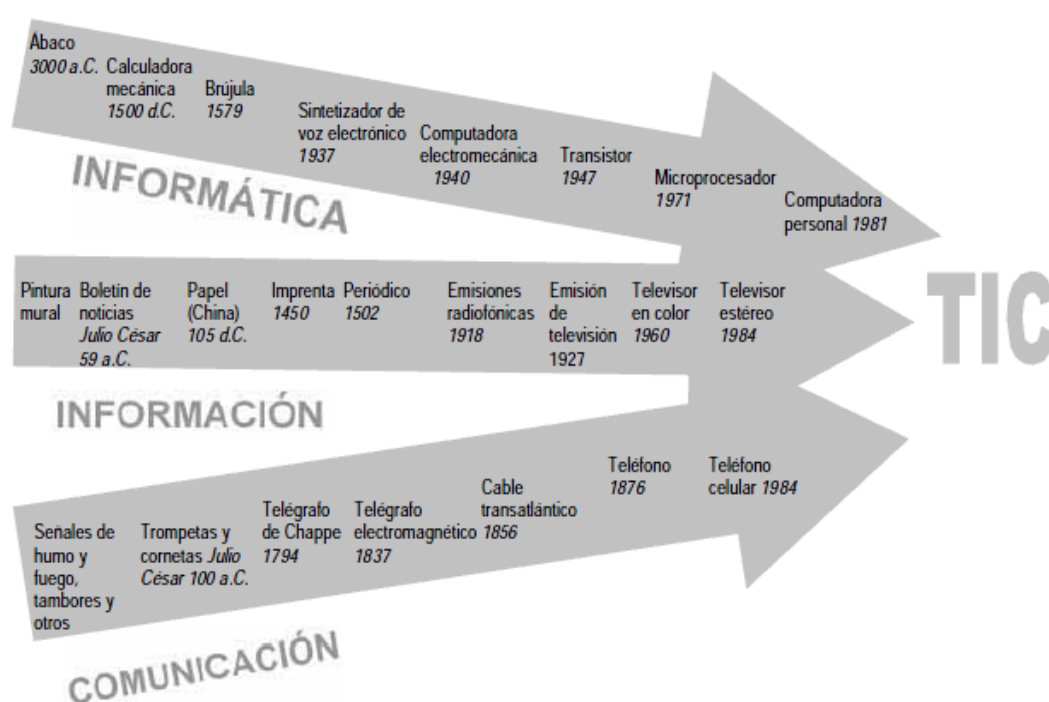 Ábaco
3000 a.C.
Calculadora
mecánica
1500 d.C.
Brújula
1579
Sintetizador de
voz electrónico
1937
Computadora
electromecánica
1940
Transistor
1947
Microprocesador
1971
Computadora
personal 1981
INFORMÁTICA
Pintura
mural
Boletín de
noticias
Julio César
59 a.C.
Papel
(China)
105 d.C.
Imprenta
1450
Periódico
1502
Emisiones
radiofónicas
1918
Emisión
de
televisión
1927
Televisor
en color
1960
Televisor
estéreo
1984
TIC
INFORMACIÓN
Señales de
humo y
fuego,
tambores y
otros
Trompetas y
cornetas Julio
César 100 a.C.
Telégrafo
de Chappe
1794
Telégrafo
electromagnético
1837
Cable
transatlántico
1856
Teléfono
1876
Teléfono
celular 1984
COMUNICACIÓN